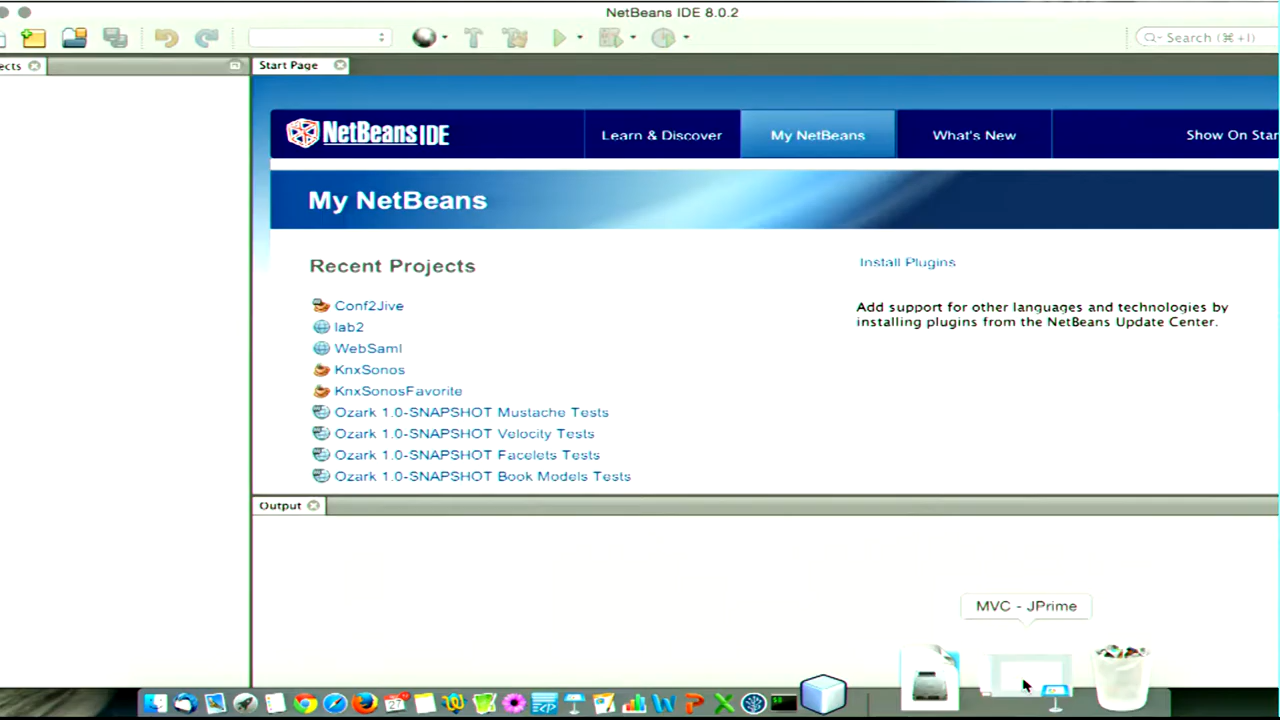 NetBeans IDE 8.0.2
Search (⌘+I)
ects
Start Page
NetBeans IDE
Learn & Discover
My NetBeans
What's New
Show On Star
My NetBeans
Recent Projects
Install Plugins
Conf2Jive
Add support for other languages and technologies by
installing plugins from the NetBeans Update Center.
lab2
WebSaml
KnxSonos
KnxSonosFavorite
Ozark 1.0-SNAPSHOT Mustache Tests
Ozark 1.0-SNAPSHOT Velocity Tests
Ozark 1.0-SNAPSHOT Facelets Tests
Ozark 1.0-SNAPSHOT Book Models Tests
Output
MVC - JPrime
27